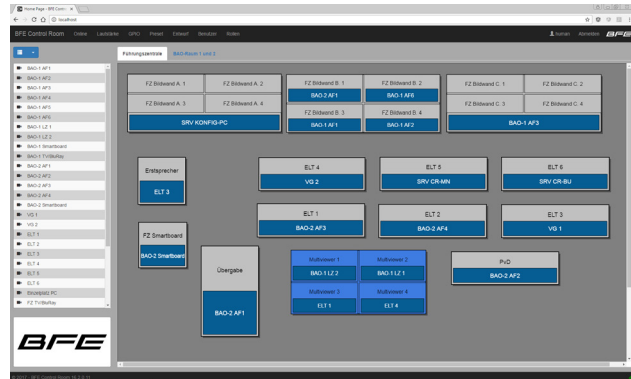 Home Page - BFE Contr
localhost
BFE Control Room Online Lautstärke GPIO Preset Entwurf Benutzer Rollen
human Abmelden BFE
Führungszentrale BAO-Raum 1 und 2
BAO-1 AF1
BAO-1 AF2
BAO-1 AF3
BAO-1 AF4
BAO-1 AF5
BAO-1 AF6
BAO-1 LZ 1
BAO-1 LZ 2
BAO-1 Smartboard
BAO-1 TV/BluRay
BAO-2 AF1
BAO-2 AF2
BAO-2 AF3
BAO-2 AF4
BAO-2 Smartboard
VG 1
VG 2
ELT 1
ELT 2
ELT 3
ELT 4
ELT 5
ELT 6
Einzelplatz PC
FZ TV/BluRay
BFE
FZ Bildwand A. 1 FZ Bildwand A. 2
FZ Bildwand A. 3 FZ Bildwand A. 4
SRV KONFIG-PC
FZ Bildwand B. 1 FZ Bildwand B. 2
BAO-2 AF1 BAO-1 AF6
FZ Bildwand B. 3 FZ Bildwand B. 4
BAO-1 AF1 BAO-1 AF2
FZ Bildwand C. 1 FZ Bildwand C. 2
FZ Bildwand C. 3 FZ Bildwand C. 4
BAO-1 AF3
Erstsprecher
ELT 3
ELT 4
VG 2
ELT 5
SRV CR-MN
ELT 6
SRV CR-BU
ELT 1
BAO-2 AF3
ELT 2
BAO-2 AF4
ELT 3
VG 1
FZ Smartboard
BAO-2 Smartboard
Übergabe
BAO-2 AF1
Multiviewer 1 Multiviewer 2
BAO-1 LZ 2 BAO-1 LZ 1
Multiviewer 3 Multiviewer 4
ELT 1 ELT 4
PvD
BAO-2 AF2
© 2017 - BFE Control Room